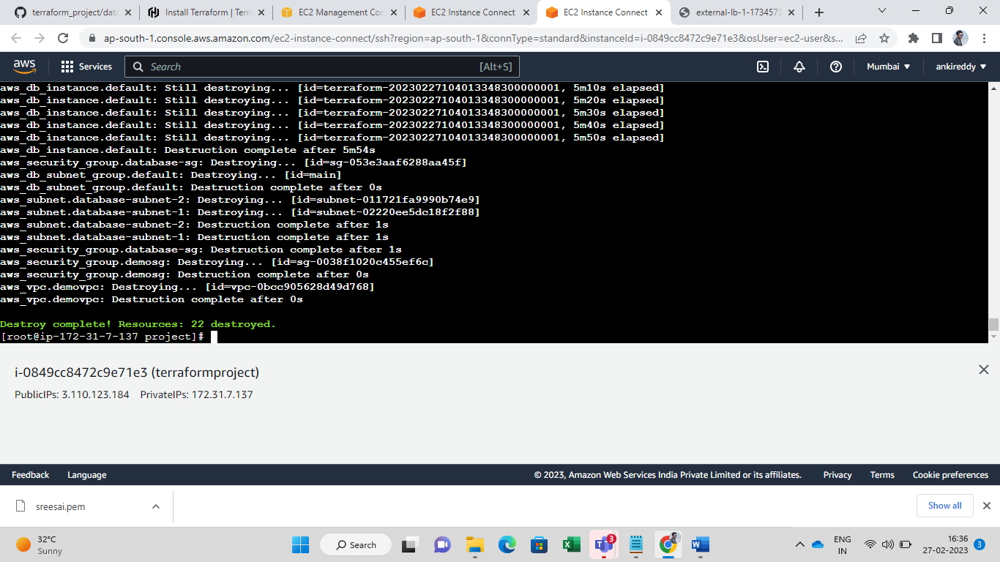 terraform_project/data
Install Terraform | Terra
EC2 Management Con
EC2 Instance Connect
EC2 Instance Connect
external-lb-1-1734575
ap-south-1.console.aws.amazon.com/ec2-instance-connect/ssh?region=ap-south-1&connType=standard&instanceId=i-0849cc8472c9e71e3&osUser=ec2-user&s...
aws
Services
Search
[Alt+S]
Mumbai
ankireddy
aws_db_instance.default: Still destroying... [id=terraform-20230227104013348300000001, 5m10s elapsed]
aws_db_instance.default: Still destroying... [id=terraform-20230227104013348300000001, 5m20s elapsed]
aws_db_instance.default: Still destroying... [id=terraform-20230227104013348300000001, 5m30s elapsed]
aws_db_instance.default: Still destroying... [id=terraform-20230227104013348300000001, 5m40s elapsed]
aws_db_instance.default: Still destroying... [id=terraform-20230227104013348300000001, 5m50s elapsed]
aws_db_instance.default: Destruction complete after 5m54s
aws_security_group.database-sg: Destroying... [id=sg-053e3aaf6288aa45f]
aws_db_subnet_group.default: Destroying... [id=main]
aws_db_subnet_group.default: Destruction complete after 0s
aws_subnet.database-subnet-2: Destroying... [id=subnet-011721fa9990b74e9]
aws_subnet.database-subnet-1: Destroying... [id=subnet-02220ee5dc18f2f88]
aws_subnet.database-subnet-2: Destruction complete after 1s
aws_subnet.database-subnet-1: Destruction complete after 1s
aws_security_group.database-sg: Destruction complete after 1s
aws_security_group.demosg: Destroying... [id=sg-0038f1020c455ef6c]
aws_security_group.demosg: Destruction complete after 0s
aws_vpc.demovpc: Destroying... [id=vpc-0bcc905628d49d768]
aws_vpc.demovpc: Destruction complete after 0s
Destroy complete! Resources: 22 destroyed.
[root@ip-172-31-7-137 project]#
i-0849cc8472c9e71e3 (terraformproject)
PublicIPs: 3.110.123.184 PrivateIPs: 172.31.7.137
Feedback
Language
© 2023, Amazon Web Services India Private Limited or its affiliates.
Privacy
Terms
Cookie preferences
sreesai.pem
Show all
32°C
Sunny
Search
3
ENG
IN
16:36
27-02-2023
3